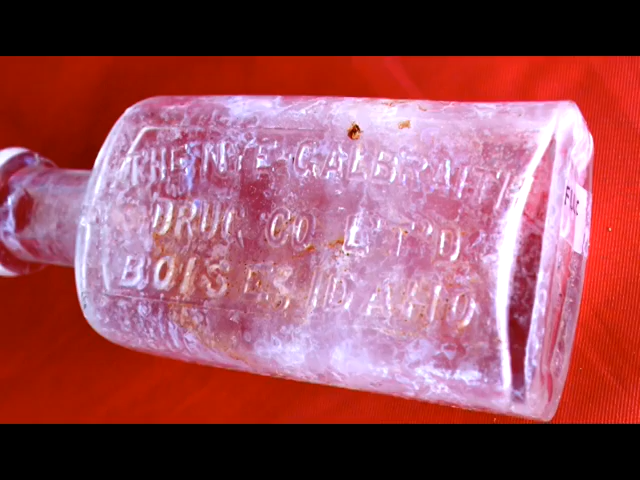 THE NYE-GALBRAITH
DRUG CO. L'T'D.
BOISE, IDAHO